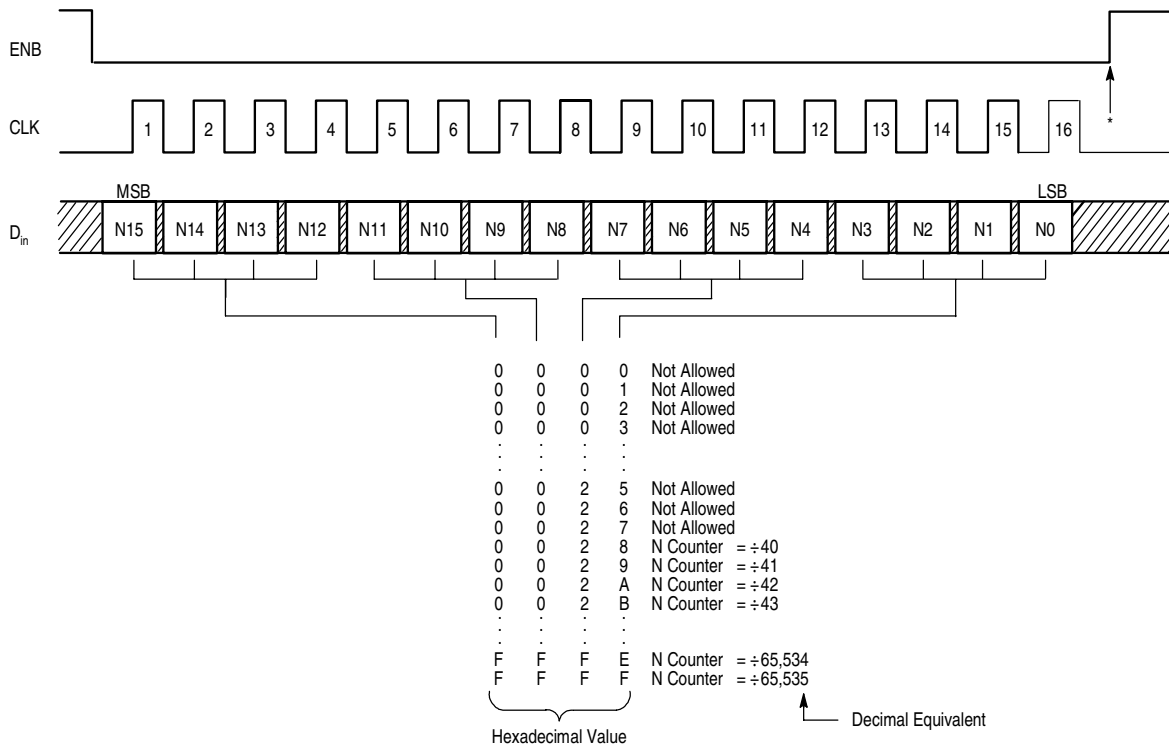 ENB
CLK 1 2 3 4 5 6 7 8 9 10 11 12 13 14 15 16 *
MSB LSB
Din N15 N14 N13 N12 N11 N10 N9 N8 N7 N6 N5 N4 N3 N2 N1 N0
0 0 0 0 Not Allowed
0 0 0 1 Not Allowed
0 0 0 2 Not Allowed
0 0 0 3 Not Allowed
. . . .
. . . .
. . . .
0 0 2 5 Not Allowed
0 0 2 6 Not Allowed
0 0 2 7 Not Allowed
0 0 2 8 N Counter = ÷40
0 0 2 9 N Counter = ÷41
0 0 2 A N Counter = ÷42
0 0 2 B N Counter = ÷43
. . . .
. . . .
F F F E N Counter = ÷65,534
F F F F N Counter = ÷65,535
Decimal Equivalent
Hexadecimal Value